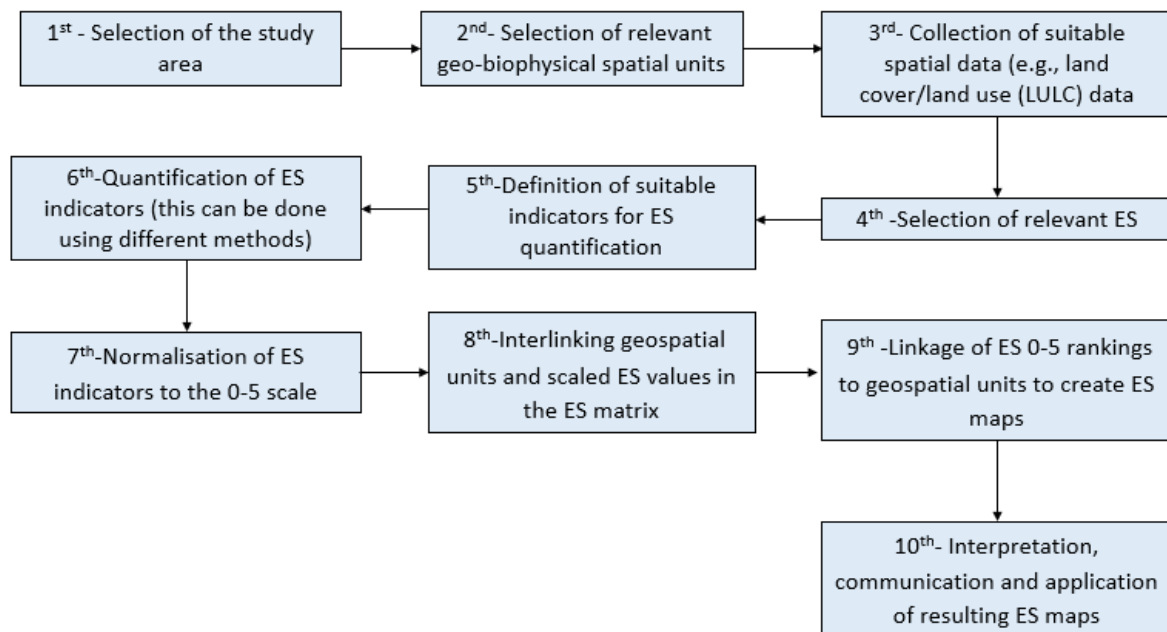 1st - Selection of the study
area
2nd- Selection of relevant
geo-biophysical spatial units
3rd- Collection of suitable
spatial data (e.g., land
cover/land use (LULC) data
4th -Selection of relevant ES
5th-Definition of suitable
indicators for ES
quantification
6th-Quantification of ES
indicators (this can be done
using different methods)
7th-Normalisation of ES
indicators to the 0-5 scale
8th-Interlinking geospatial
units and scaled ES values in
the ES matrix
9th -Linkage of ES 0-5 rankings
to geospatial units to create ES
maps
10th- Interpretation,
communication and application
of resulting ES maps